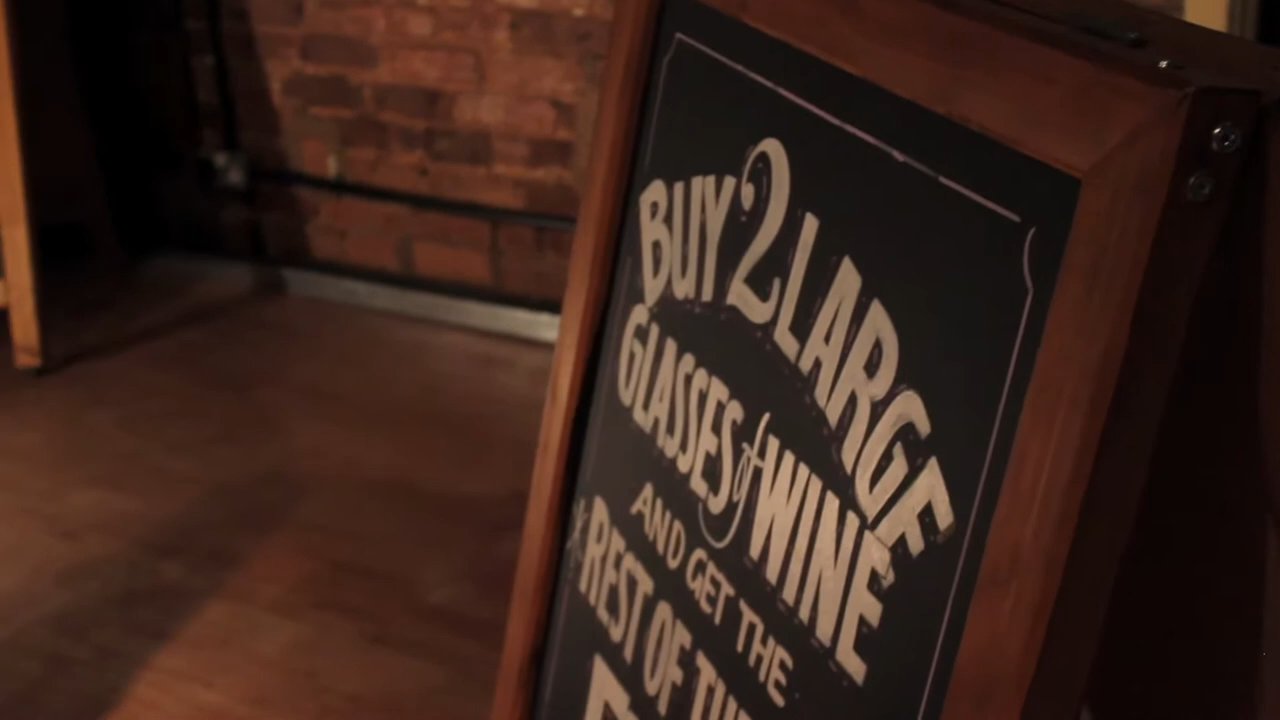 BUY 2 LARGE
GLASSES of WINE
AND GET THE
*REST OF THE